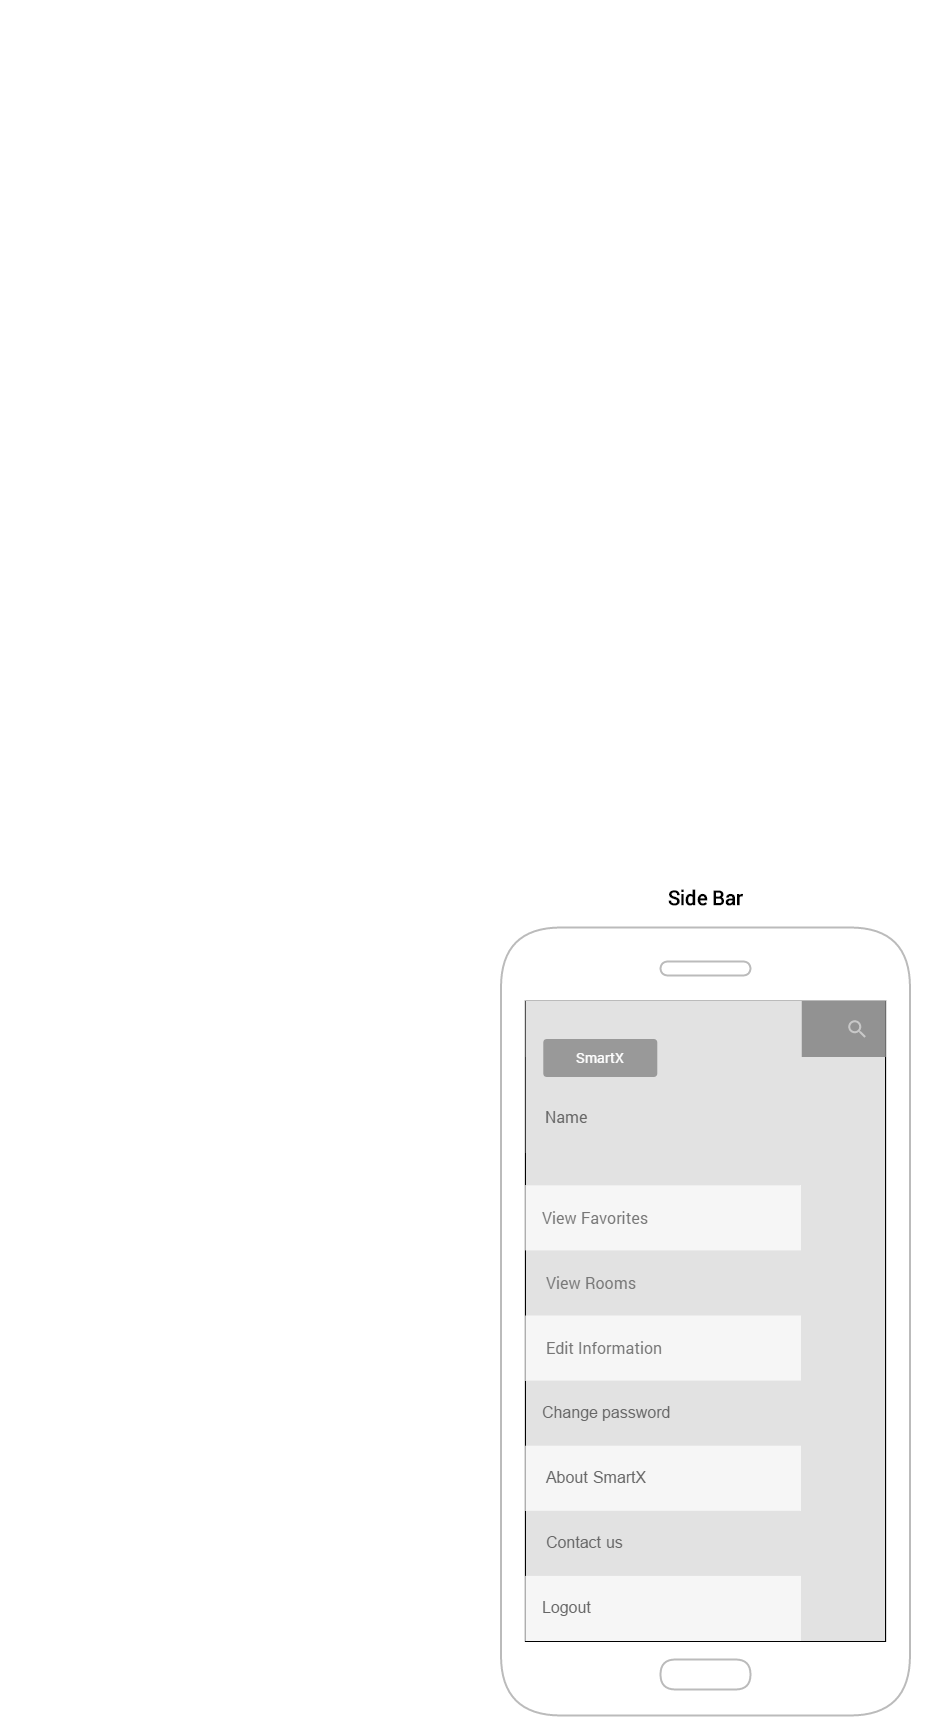 Side Bar
SmartX
Name
View Favorites
View Rooms
Edit Information
Change password
About SmartX
Contact us
Logout